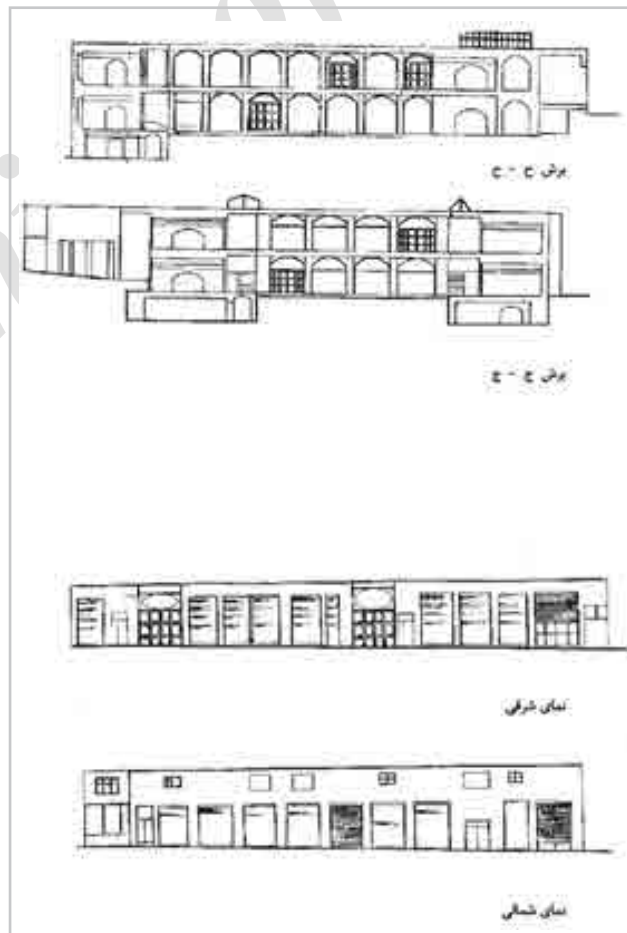 برش ح - ح
برش ج - ج
نمای شرقی
نمای شمالی